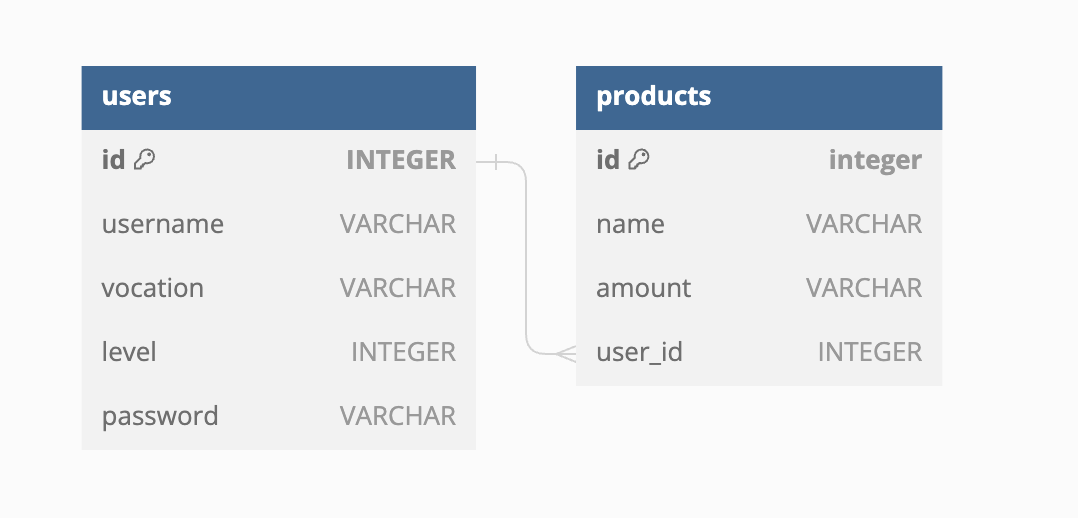 users
id INTEGER
username VARCHAR
vocation VARCHAR
level INTEGER
password VARCHAR
products
id integer
name VARCHAR
amount VARCHAR
user_id INTEGER